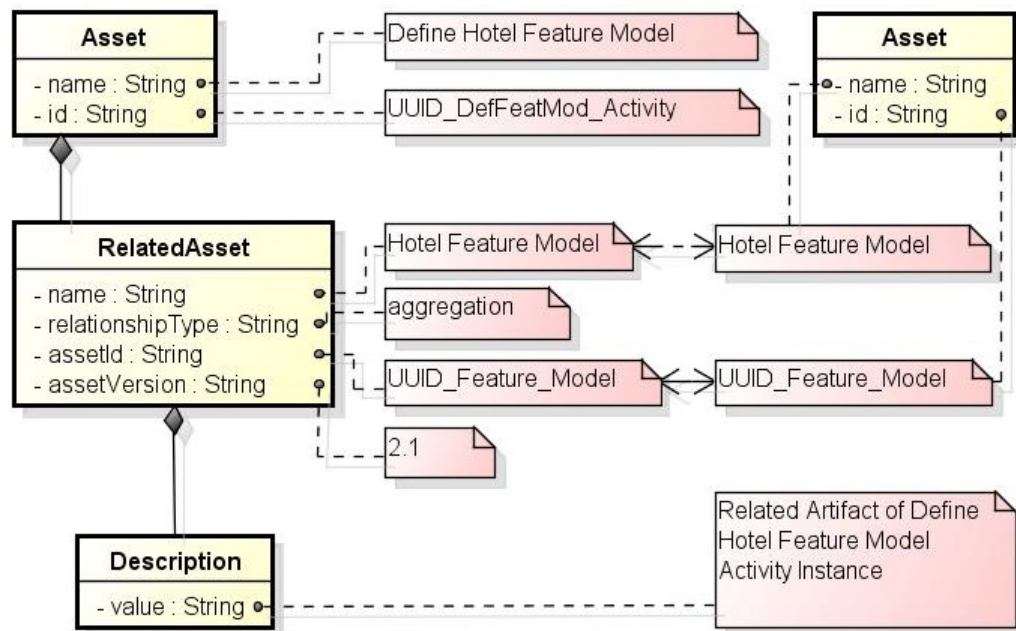 Asset
- name : String
- id : String
Define Hotel Feature Model
UUID_DefFeatMod_Activity
Asset
- name : String
- id : String
RelatedAsset
- name : String
- relationshipType : String
- assetId : String
- assetVersion : String
Hotel Feature Model
Hotel Feature Model
aggregation
UUID_Feature_Model
UUID_Feature_Model
2.1
Description
- value : String
Related Artifact of Define
Hotel Feature Model
Activity Instance